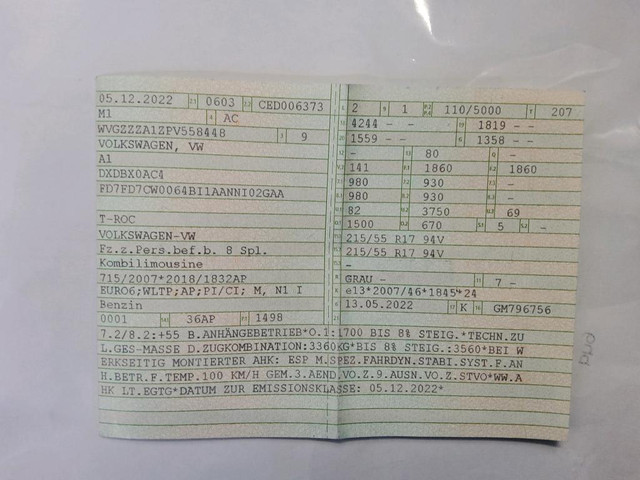 05.12.2022 0603 CED006373
M1 AC
WVGZZZA1ZPV558448 9
VOLKSWAGEN, VW
A1
DXDBX0AC4
FD7FD7CW0064BI1AANNI02GAA
T-ROC
VOLKSWAGEN-VW
Fz.z.Pers.bef.b. 8 Spl.
Kombilimousine
715/2007*2018/1832AP
EURO6;WLTP;AP;PI/CI; M, N1 I
Benzin
0001 36AP 1498
2 1 110/5000 207
4244 - - 1819 - -
1559 - - 1358 - -
- 80 -
141 1860 1860
980 930 -
980 930 -
82 3750 69
1500 670 5 -
215/55 R17 94V
215/55 R17 94V
-
GRAU - 7 -
e13*2007/46*1845*24
13.05.2022 K GM796756
7.2/8.2:+55 B.ANHÄNGEBETRIEB*O.1:1700 BIS 8% STEIG.*TECHN.ZU
L.GES-MASSE D.ZUGKOMBINATION:3360KG*BIS 8% STEIG.:3560*BEI W
ERKSEITIG MONTIERTER AHK: ESP M.SPEZ.FAHRDYN.STABI.SYST.F.AN
H.BETR.F.TEMP.100 KM/H GEM.3.AEND.VO.Z.9.AUSN.VO.Z.STVO*WW.A
HK LT.EGTG*DATUM ZUR EMISSIONSKLASSE: 05.12.2022*